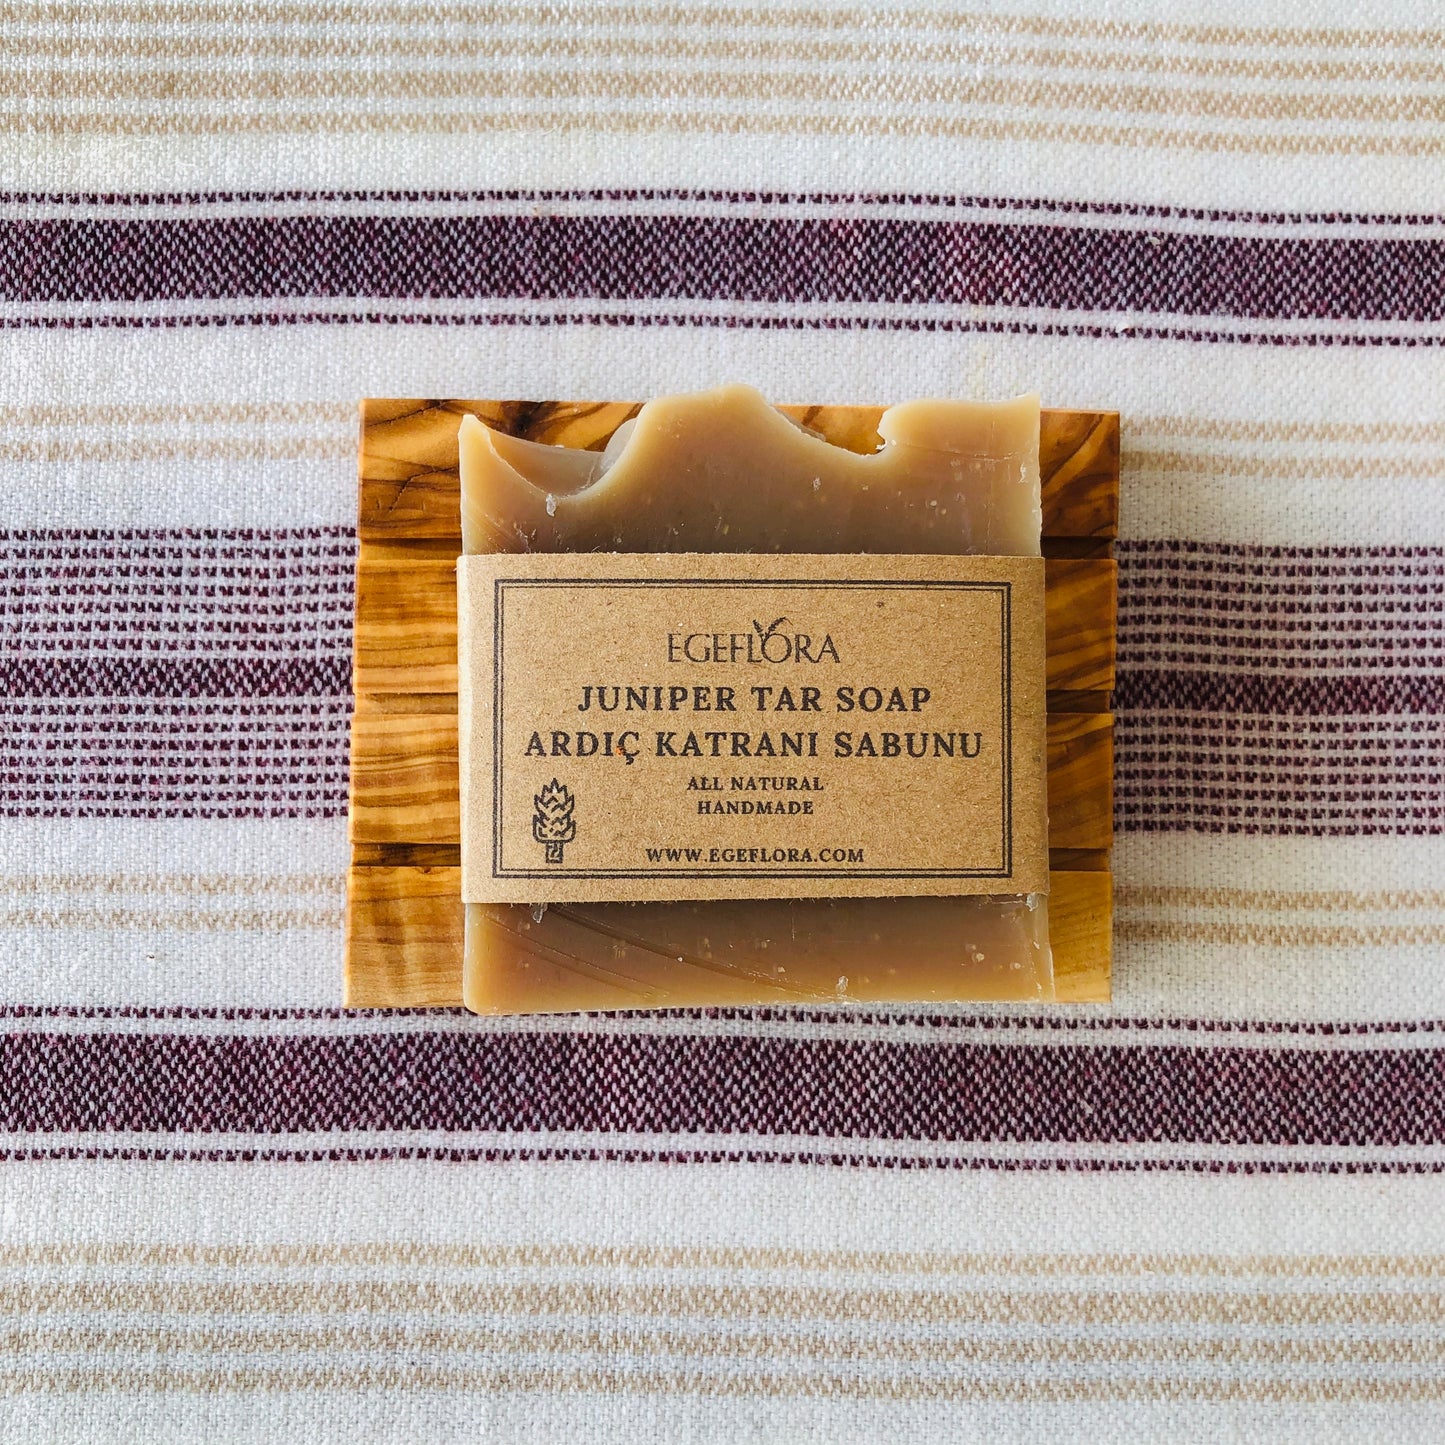 EGEFLORA
JUNIPER TAR SOAP
ARDIÇ KATRANI SABUNU
ALL NATURAL
HANDMADE
WWW.EGEFLORA.COM